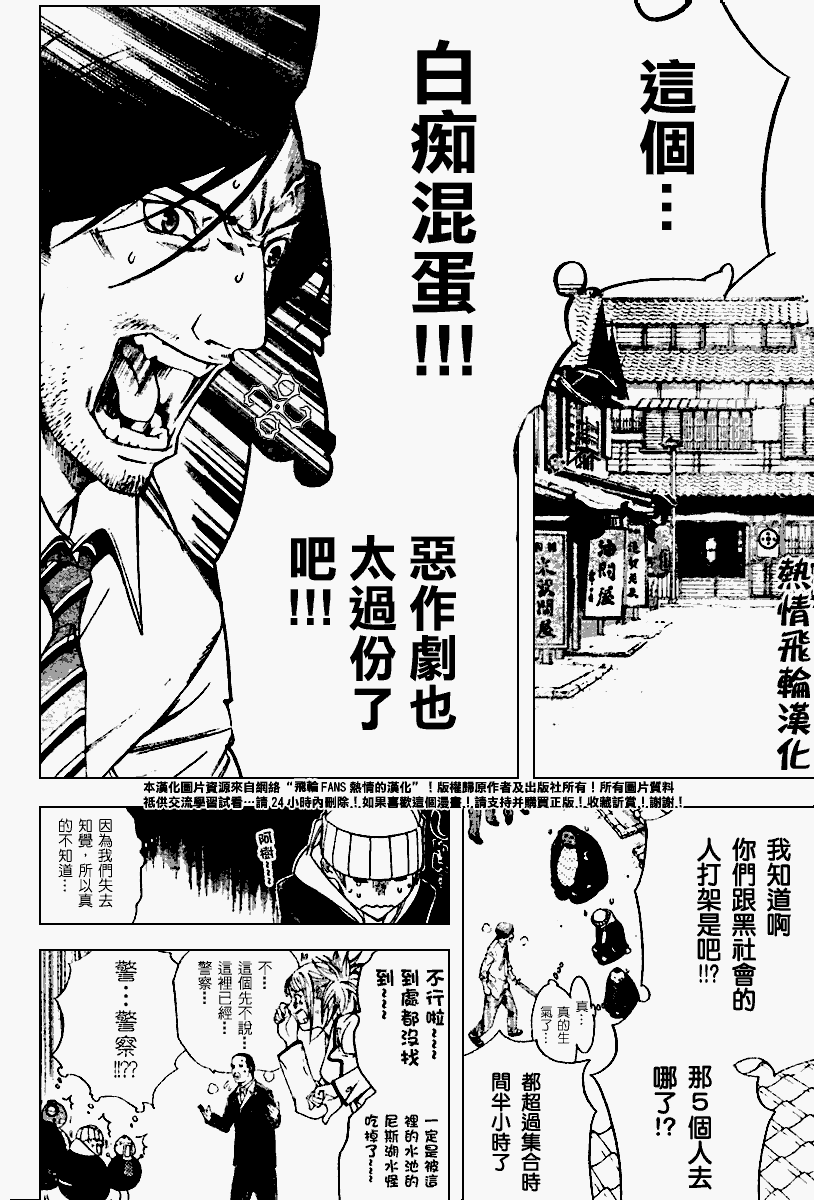 這個…
白痴混蛋!!!
惡作劇也
太過份了
吧!!!
油問屋
米穀問屋
熱情飛輪漢化
本漢化圖片資源來自網絡“飛輪FANS熱情的漢化”！版權歸原作者及出版社所有！所有圖片質料
祗供交流學習試看…請24小時內刪除！如果喜歡這個漫畫！請支持并購買正版！收藏訢賞！謝謝！
我知道啊
你們跟黑社會的
人打架是吧!!!?
真…
真的生
氣了…
那5個人去
哪了!?
都超過集合時
間半小時了
因為我們失去
知覺，所以真
的不知道…
不行啦~~~
到處都沒找
到~~~
一定是被這
裡的水池的
尼斯湖水怪
吃掉了~~~
不…
這個先不說…
這裡已經…
警察…
警…警察!!??